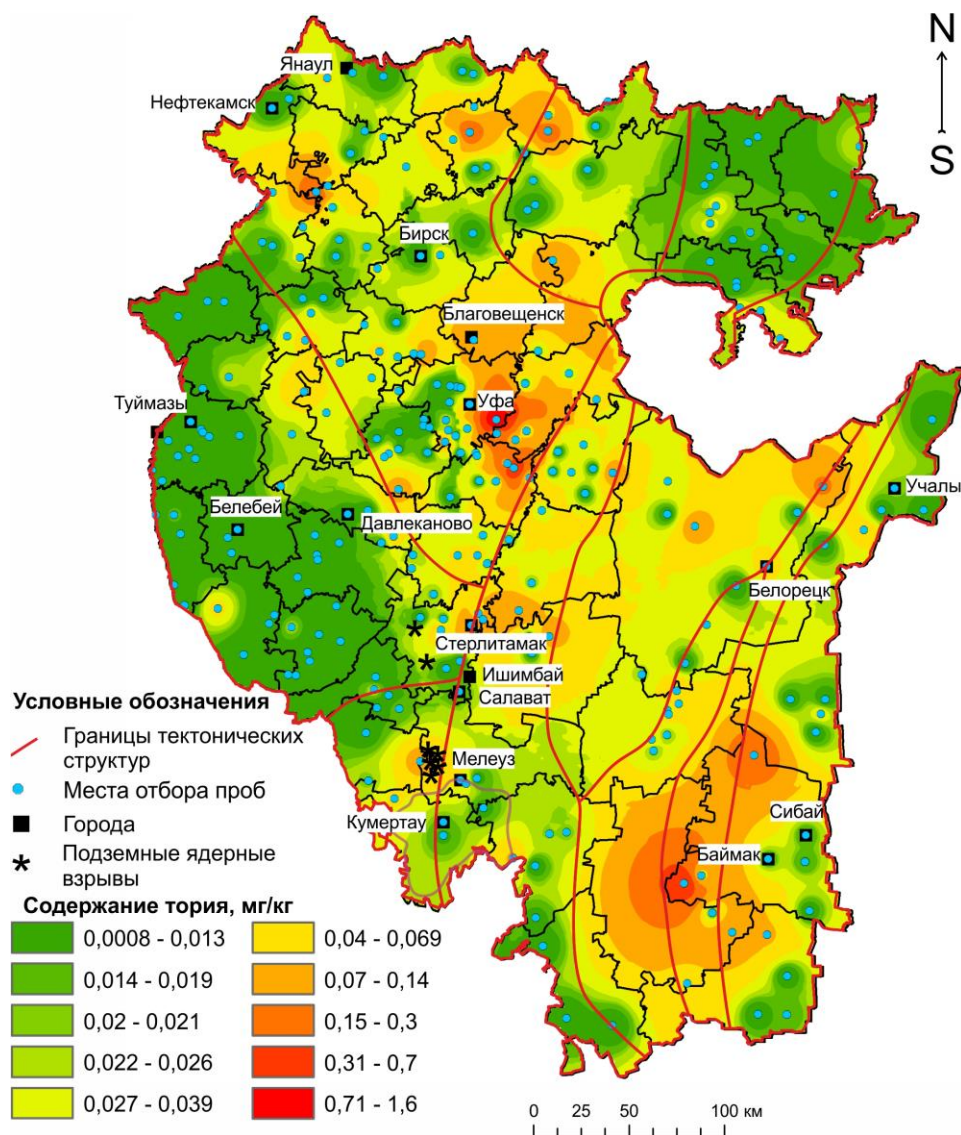 N
S
Янаул
Нефтекамск
Бирск
Благовещенск
Туймазы
Уфа
Учалы
Белебей
Давлеканово
Белорецк
Стерлитамак
Ишимбай
Салават
Мелеуз
Кумертау
Сибай
Баймак
Условные обозначения
Границы тектонических
структур
Места отбора проб
Города
Подземные ядерные
взрывы
Содержание тория, мг/кг
0,0008 - 0,013
0,014 - 0,019
0,02 - 0,021
0,022 - 0,026
0,027 - 0,039
0,04 - 0,069
0,07 - 0,14
0,15 - 0,3
0,31 - 0,7
0,71 - 1,6
0 25 50 100 км